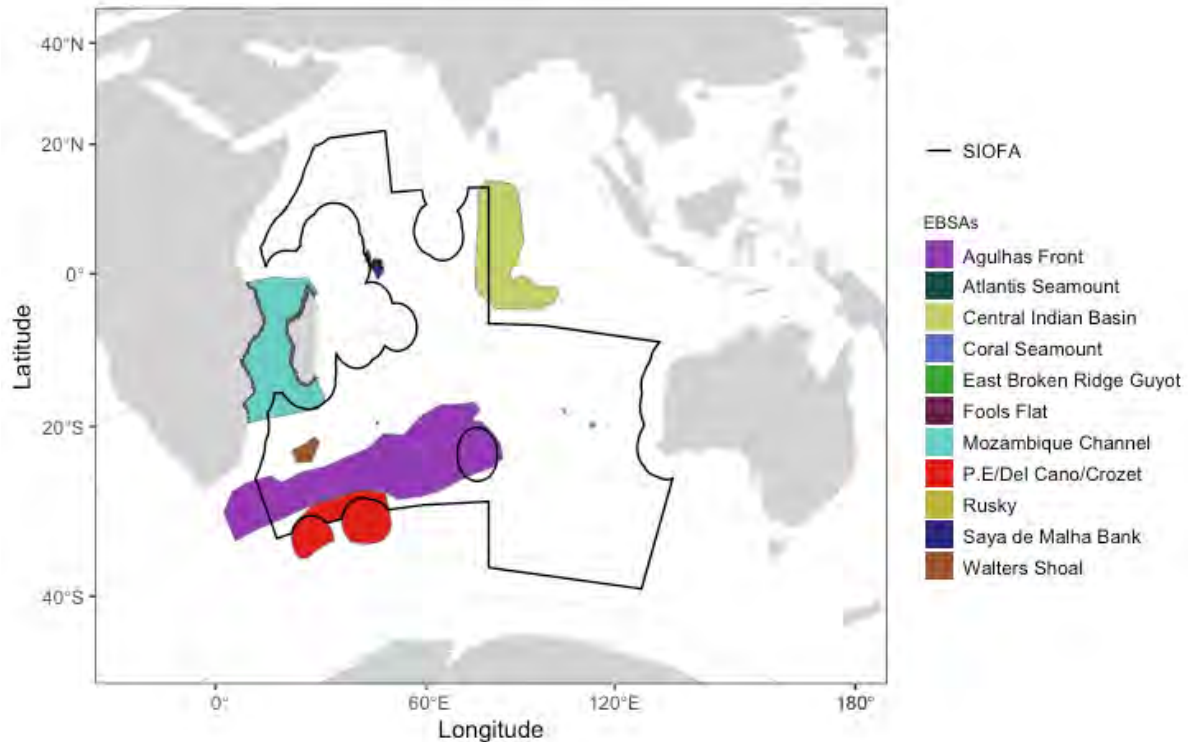 40°N
20°N
0°
20°S
40°S
Latitude
0°
60°E
120°E
180°
Longitude
SIOFA
EBSAs
Agulhas Front
Atlantis Seamount
Central Indian Basin
Coral Seamount
East Broken Ridge Guyot
Fools Flat
Mozambique Channel
P.E/Del Cano/Crozet
Rusky
Saya de Malha Bank
Walters Shoal